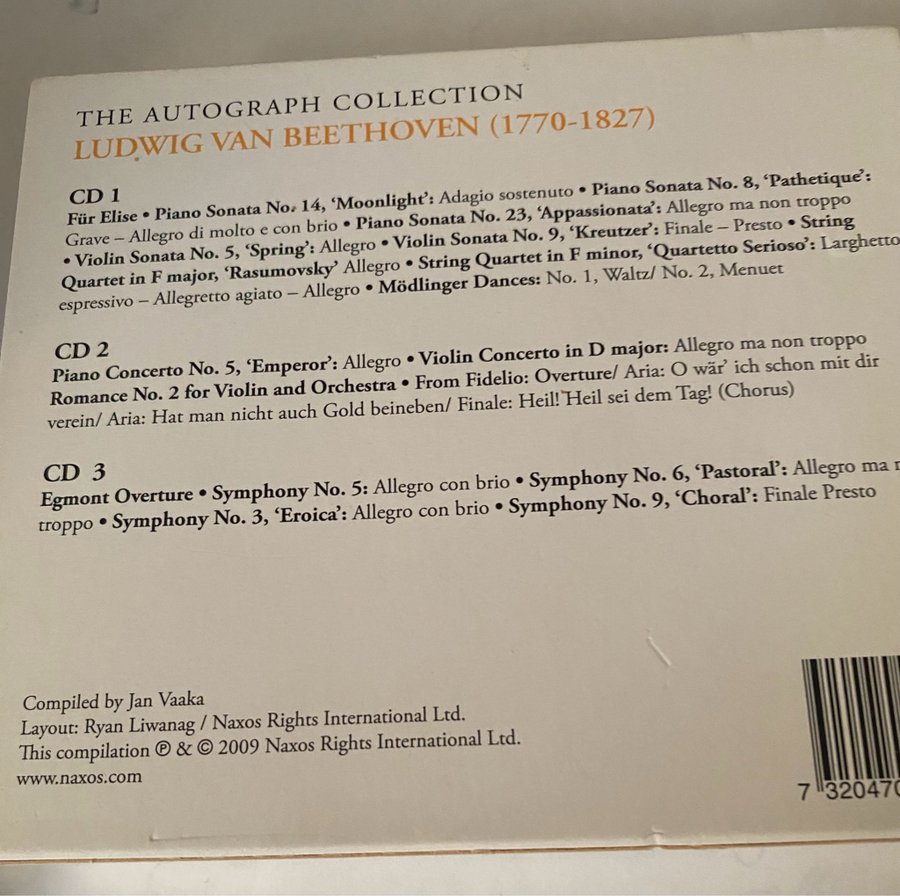 THE AUTOGRAPH COLLECTION
LUDWIG VAN BEETHOVEN (1770-1827)
CD 1
Für Elise • Piano Sonata No. 14, ‘Moonlight’: Adagio sostenuto • Piano Sonata No. 8, ‘Pathetique’:
Grave – Allegro di molto e con brio • Piano Sonata No. 23, ‘Appassionata’: Allegro ma non troppo
• Violin Sonata No. 5, ‘Spring’: Allegro • Violin Sonata No. 9, ‘Kreutzer’: Finale – Presto • String
Quartet in F major, ‘Rasumovsky’ Allegro • String Quartet in F minor, ‘Quartetto Serioso’: Larghetto
espressivo – Allegretto agiato – Allegro • Mödlinger Dances: No. 1, Waltz/ No. 2, Menuet
CD 2
Piano Concerto No. 5, ‘Emperor’: Allegro • Violin Concerto in D major: Allegro ma non troppo
Romance No. 2 for Violin and Orchestra • From Fidelio: Overture/ Aria: O wär’ ich schon mit dir
verein/ Aria: Hat man nicht auch Gold beineben/ Finale: Heil! Heil sei dem Tag! (Chorus)
CD 3
Egmont Overture • Symphony No. 5: Allegro con brio • Symphony No. 6, ‘Pastoral’: Allegro ma
troppo • Symphony No. 3, ‘Eroica’: Allegro con brio • Symphony No. 9, ‘Choral’: Finale Presto
Compiled by Jan Vaaka
Layout: Ryan Liwanag / Naxos Rights International Ltd.
This compilation ℗ & © 2009 Naxos Rights International Ltd.
www.naxos.com
7 320470